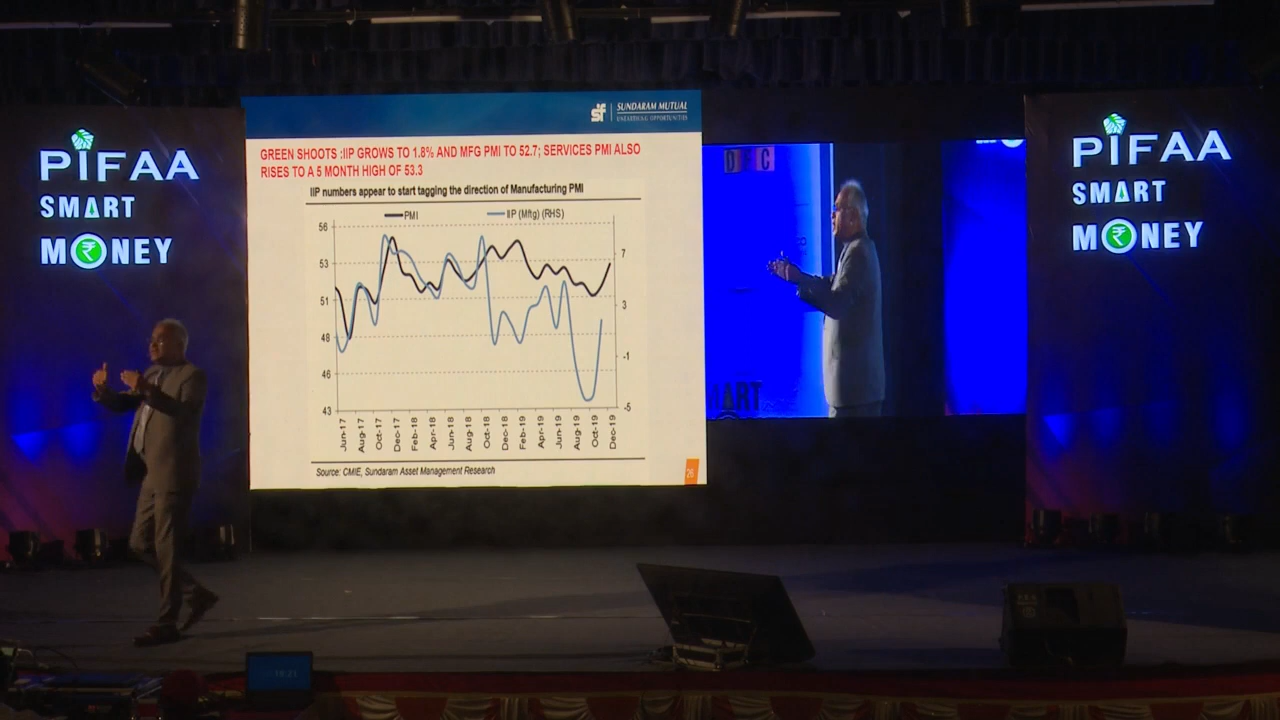 PIFAA
SMART
MONEY
SUNDARAM MUTUAL
UNEARTHING OPPORTUNITIES
GREEN SHOOTS :IIP GROWS TO 1.8% AND MFG PMI TO 52.7; SERVICES PMI ALSO
RISES TO A 5 MONTH HIGH OF 53.3
IIP numbers appear to start tagging the direction of Manufacturing PMI
PMI
IIP (Mftg) (RHS)
56
53
51
48
46
43
7
3
-1
-5
Jun-17
Aug-17
Oct-17
Dec-17
Feb-18
Apr-18
Jun-18
Aug-18
Oct-18
Dec-18
Feb-19
Apr-19
Jun-19
Aug-19
Oct-19
Dec-19
Source: CMIE, Sundaram Asset Management Research
26
ART
PIFAA
SMART
MONEY